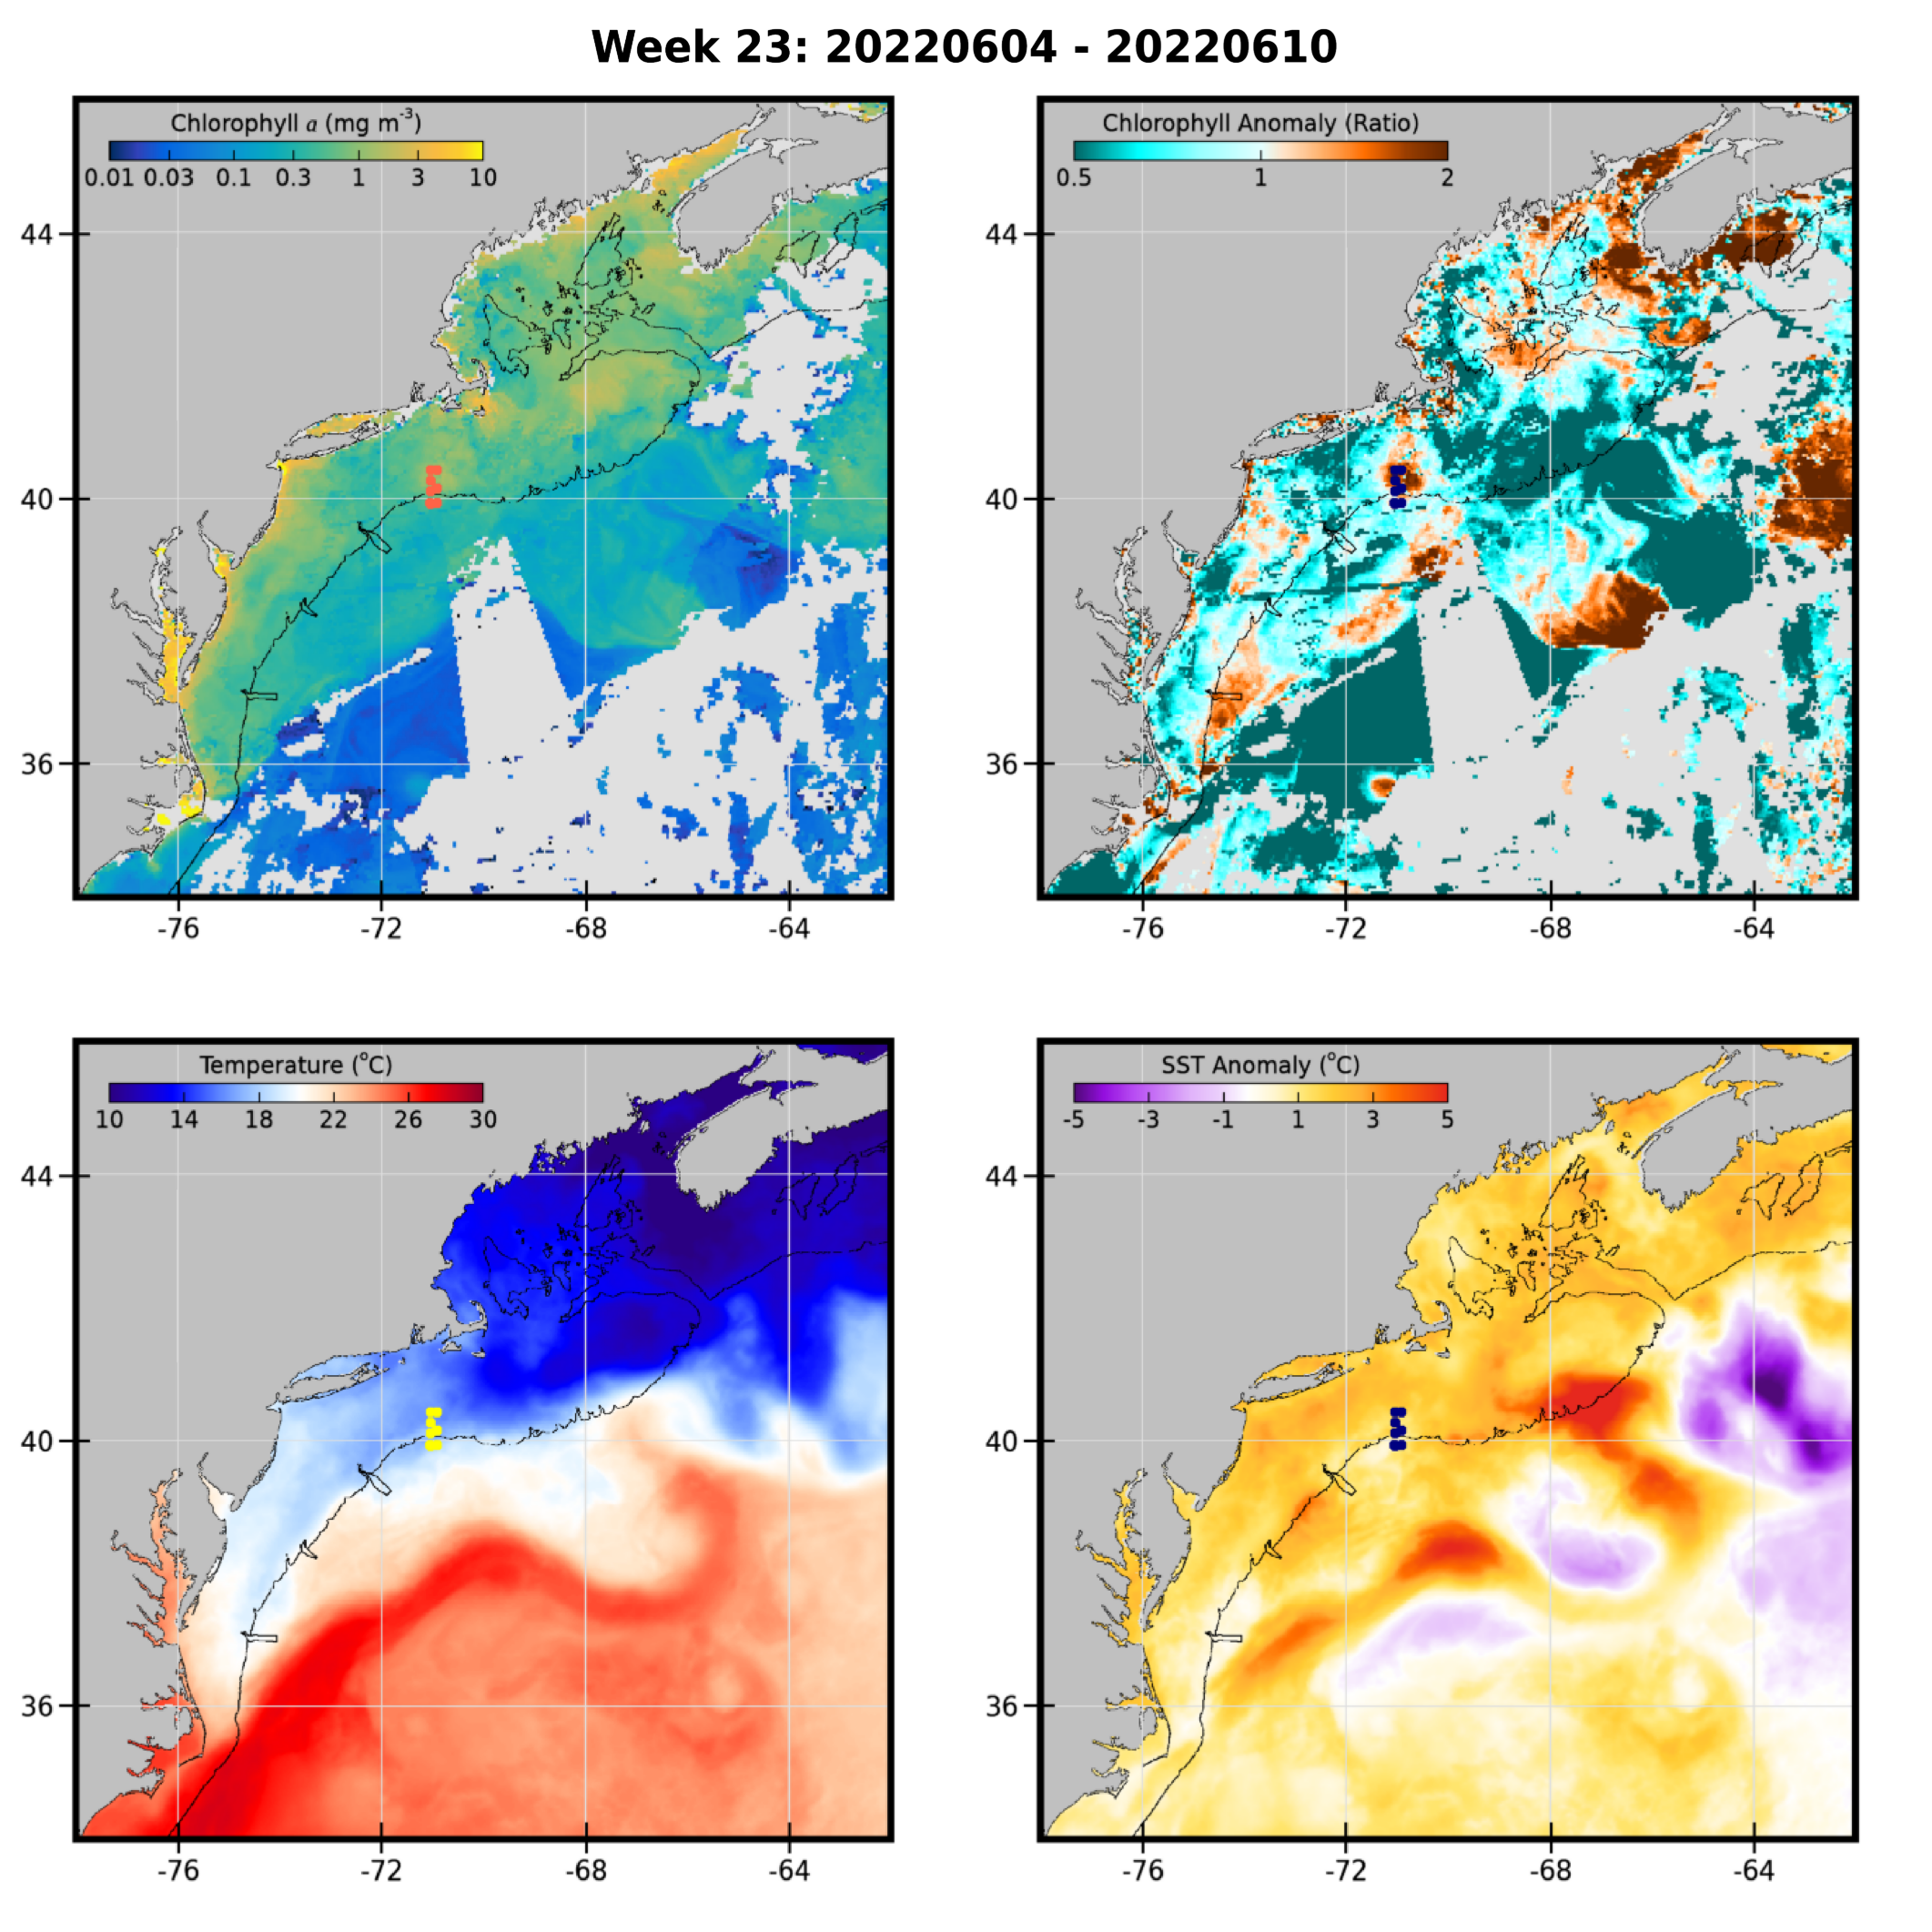 Week 23: 20220604 - 20220610
Chlorophyll a (mg m-3)
0.01 0.03 0.1 0.3 1 3 10
44
40
36
-76 -72 -68 -64
Chlorophyll Anomaly (Ratio)
0.5 1 2
44
40
36
-76 -72 -68 -64
Temperature (°C)
10 14 18 22 26 30
44
40
36
-76 -72 -68 -64
SST Anomaly (°C)
-5 -3 -1 1 3 5
44
40
36
-76 -72 -68 -64